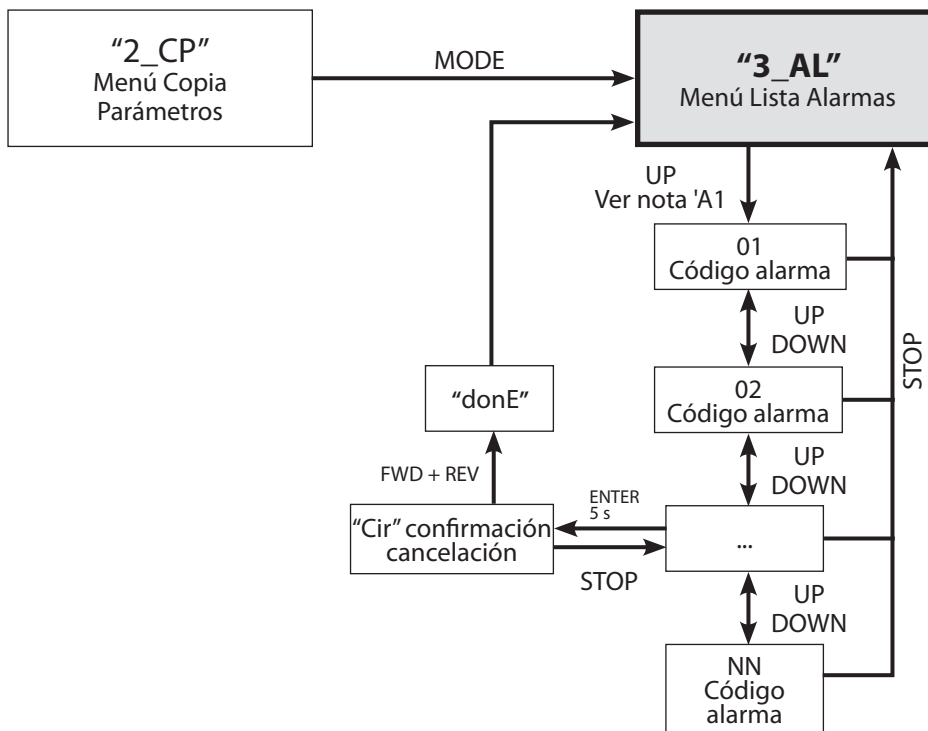 “2_CP”
Menú Copia
Parámetros
MODE
“3_AL”
Menú Lista Alarmas
UP
Ver nota 'A1
01
Código alarma
UP
DOWN
STOP
02
Código alarma
“donE”
UP
DOWN
FWD + REV
ENTER
5 s
“Cir” confirmación
cancelación
...
STOP
UP
DOWN
NN
Código
alarma